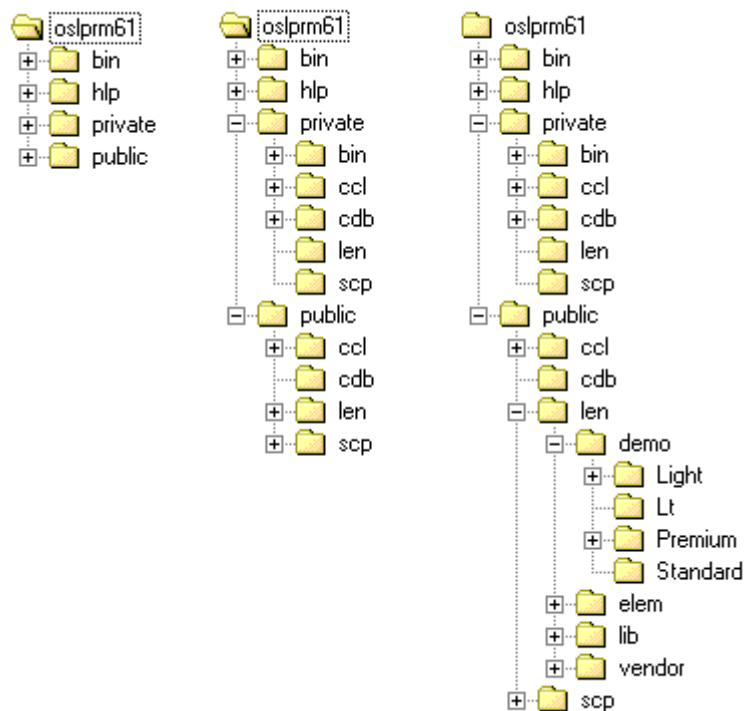 oslprm61
bin
hlp
private
public
oslprm61
bin
hlp
private
bin
ccl
cdb
len
scp
public
ccl
cdb
len
scp
oslprm61
bin
hlp
private
bin
ccl
cdb
len
scp
public
ccl
cdb
len
demo
Light
Lt
Premium
Standard
elem
lib
vendor
scp